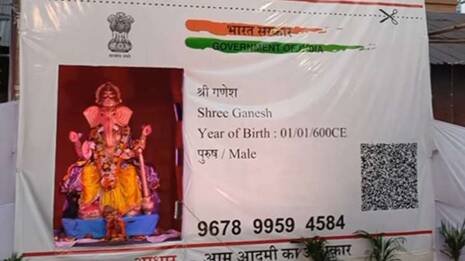 भारत सरकार
GOVERNMENT OF INDIA
श्री गणेश
Shree Ganesh
Year of Birth : 01/01/600CE
पुरुष / Male
9678 9959 4584
आधार आम आदमी का अधिकार